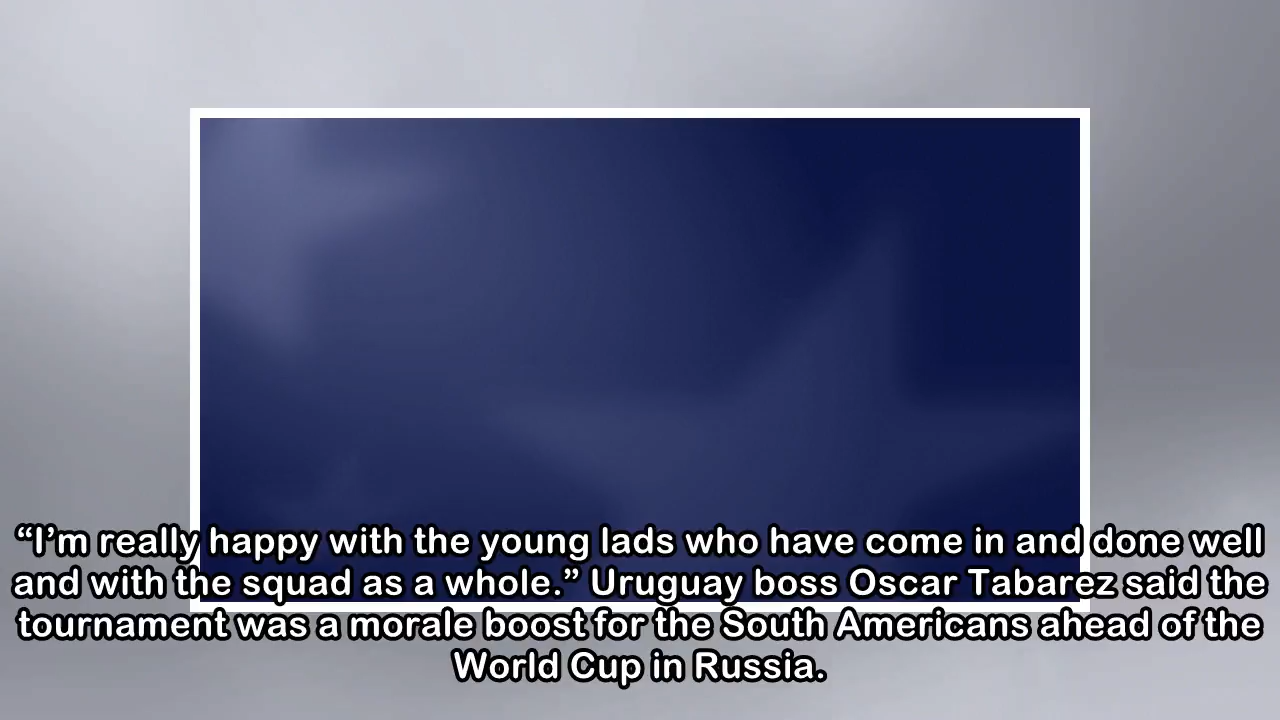 “I’m really happy with the young lads who have come in and done well
and with the squad as a whole.” Uruguay boss Oscar Tabarez said the
tournament was a morale boost for the South Americans ahead of the
World Cup in Russia.